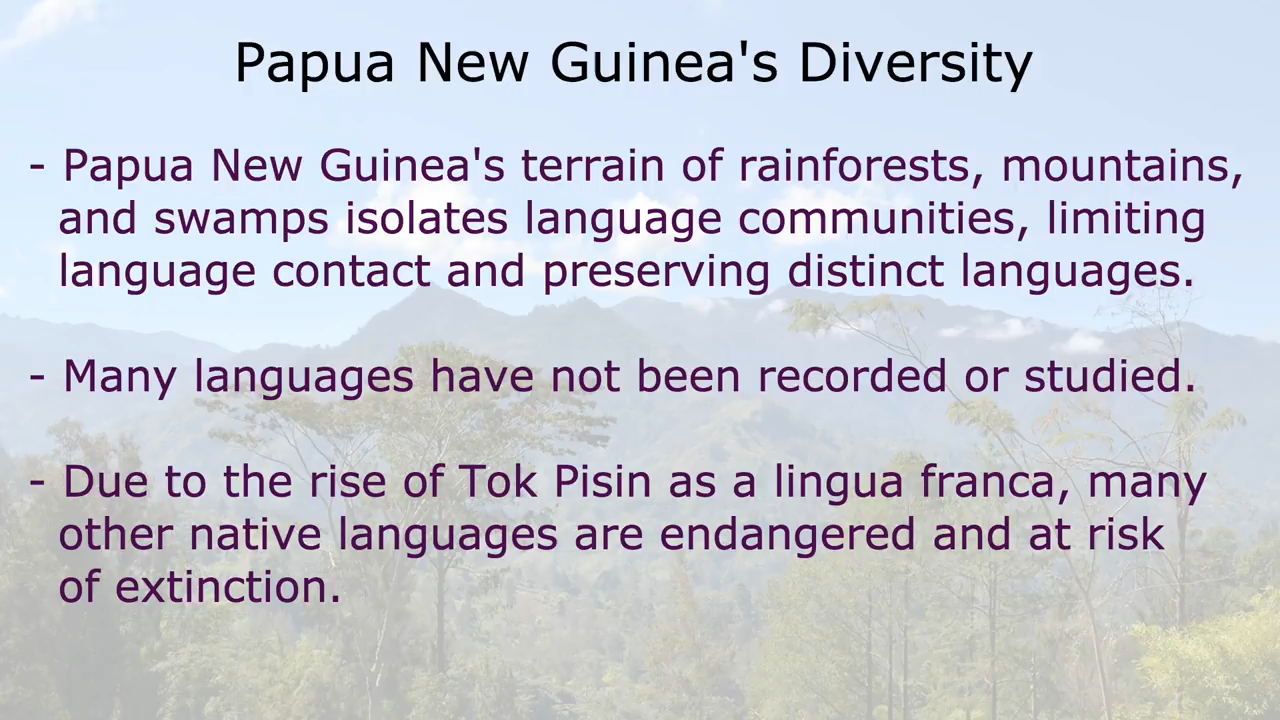 Papua New Guinea's Diversity
- Papua New Guinea's terrain of rainforests, mountains,
and swamps isolates language communities, limiting
language contact and preserving distinct languages.
- Many languages have not been recorded or studied.
- Due to the rise of Tok Pisin as a lingua franca, many
other native languages are endangered and at risk
of extinction.